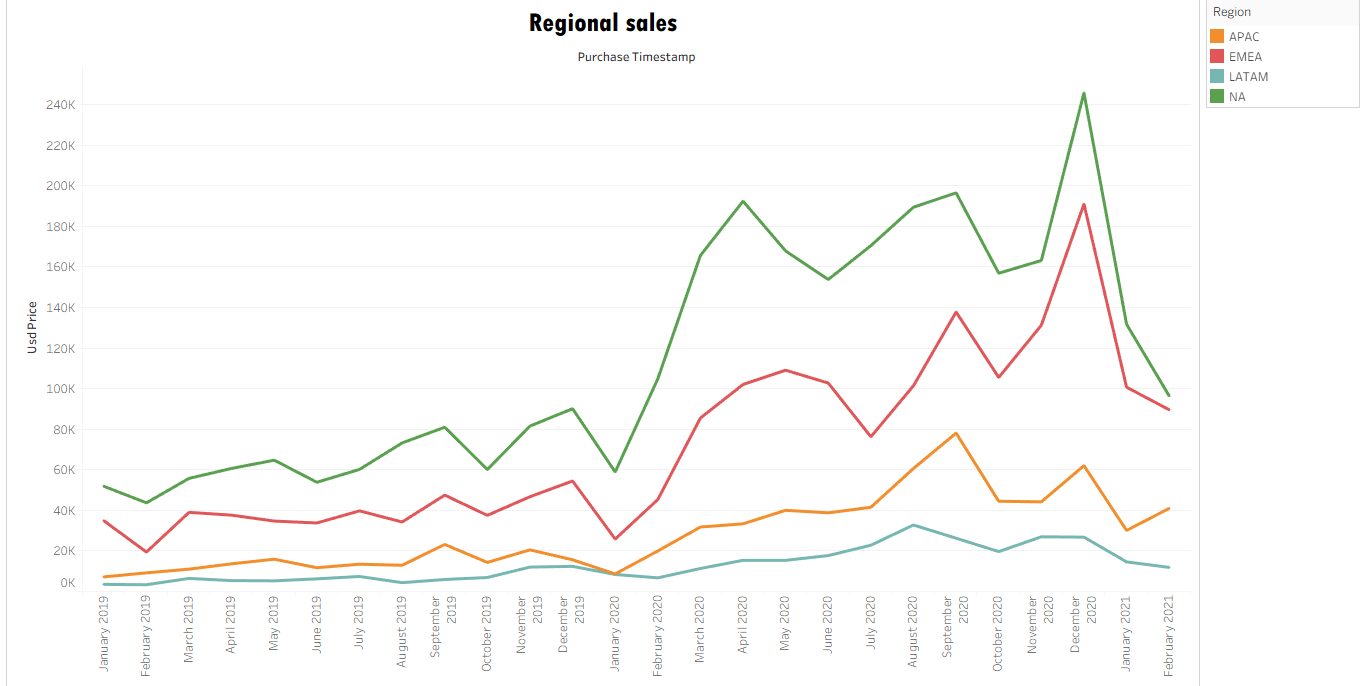 Regional sales
Purchase Timestamp
Region
APAC
EMEA
LATAM
NA
Usd Price
240K
220K
200K
180K
160K
140K
120K
100K
80K
60K
40K
20K
0K
January 2019
February 2019
March 2019
April 2019
May 2019
June 2019
July 2019
August 2019
September
2019
October 2019
November
2019
December
2019
January 2020
February 2020
March 2020
April 2020
May 2020
June 2020
July 2020
August 2020
September
2020
October 2020
November
2020
December
2020
January 2021
February 2021